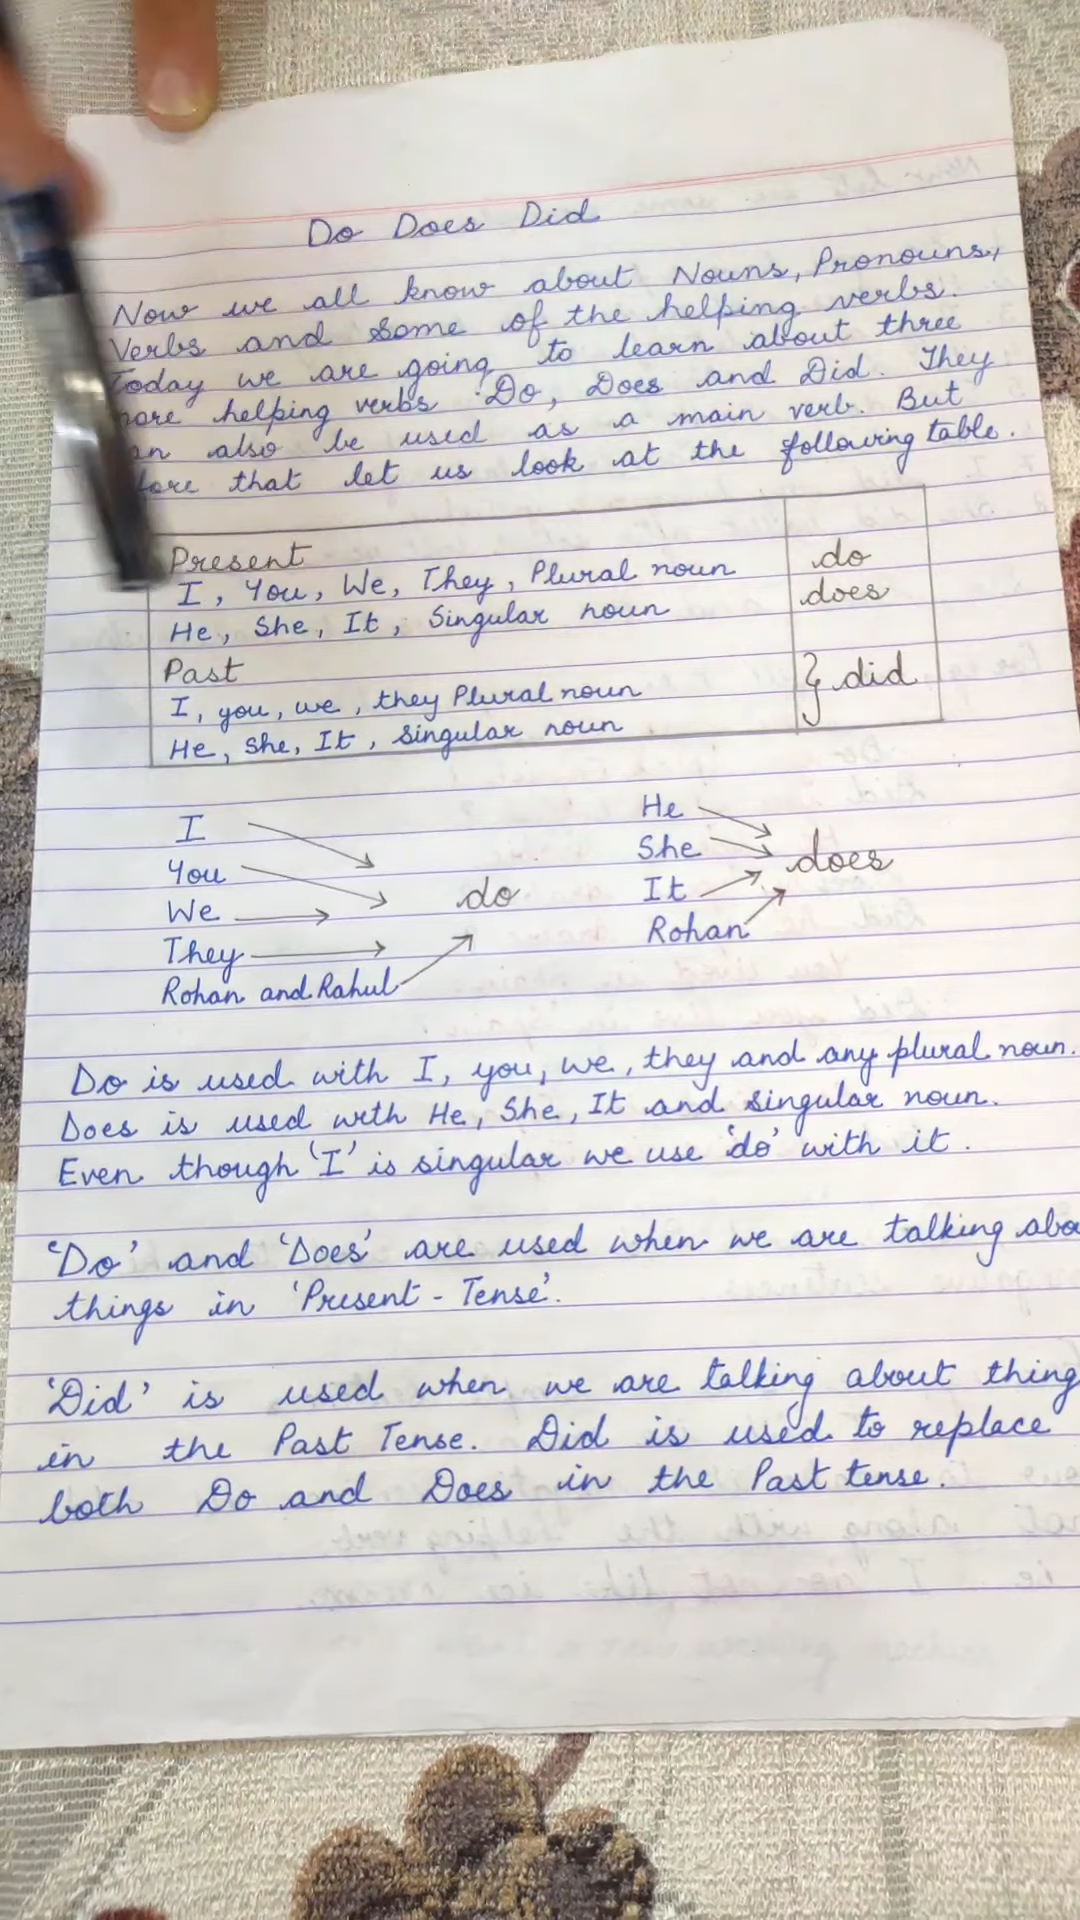 Do Does Did
Now we all know about Nouns, Pronouns,
Verbs and some of the helping verbs.
Today we are going to learn about three
more helping verbs Do, Does and Did. They
can also be used as a main verb. But
before that let us look at the following table.
Present
I, You, We, They, Plural noun do
He, She, It, Singular noun does
Past
I, you, we, they Plural noun } did
He, She, It, singular noun
I
You
We
They
Rohan and Rahul
do
He
She
It
Rohan
does
Do is used with I, you, we, they and any plural noun.
Does is used with He, She, It and singular noun.
Even though 'I' is singular we use 'do' with it.
'Do' and 'Does' are used when we are talking abou
things in 'Present - Tense'.
'Did' is used when we are talking about thing
in the Past Tense. Did is used to replace
both Do and Does in the Past tense.